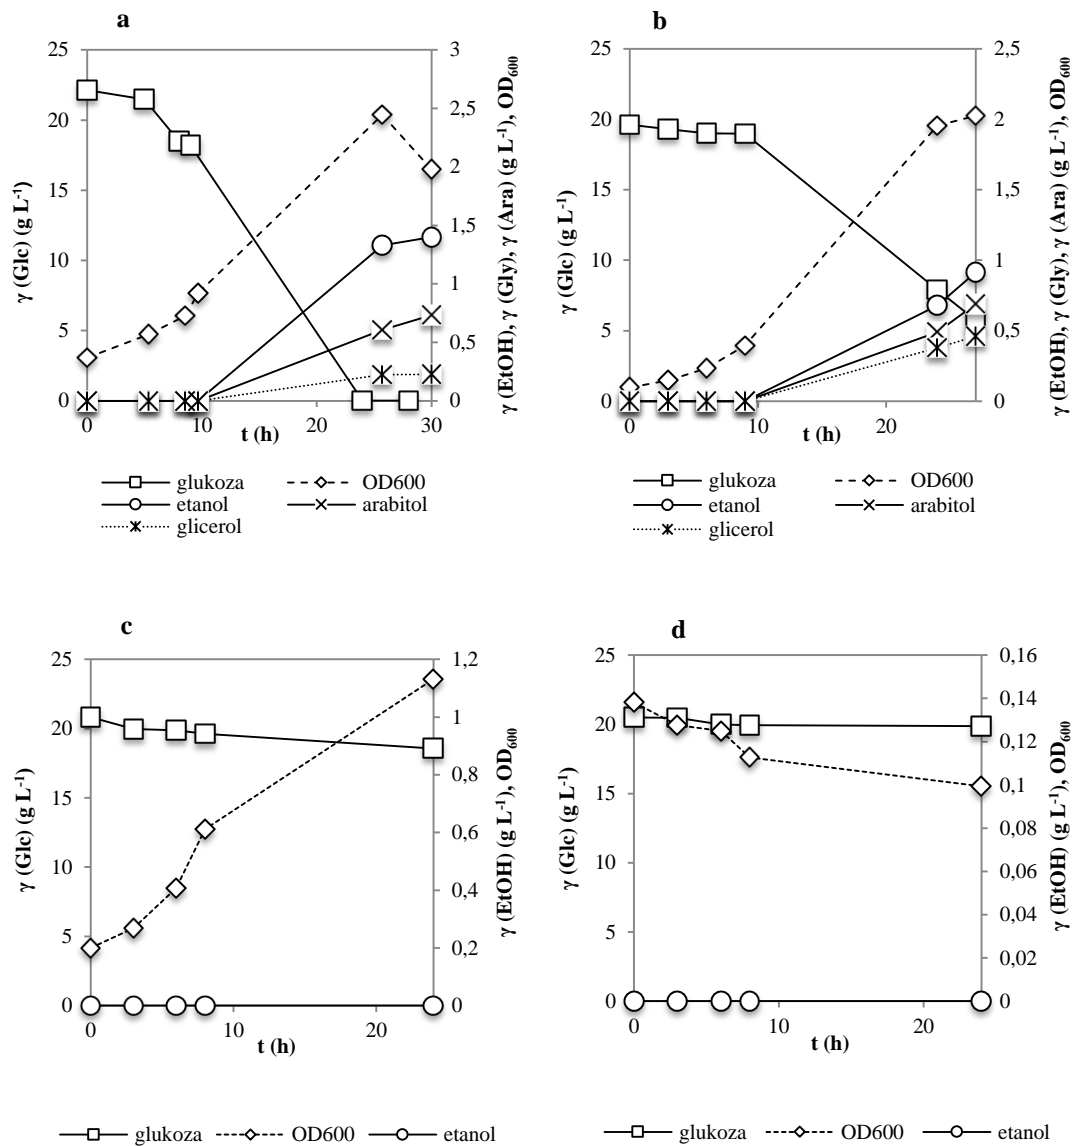 a
γ (Glc) (g L⁻¹)
25
20
15
10
5
0
3
2,5
2
1,5
1
0,5
0
γ (EtOH), γ (Gly), γ (Ara) (g L⁻¹), OD₆₀₀
0 10 20 30
t (h)
glukoza OD600
etanol arabitol
glicerol
b
γ (Glc) (g L⁻¹)
25
20
15
10
5
0
2,5
2
1,5
1
0,5
0
γ (EtOH), γ (Gly), γ (Ara) (g L⁻¹), OD₆₀₀
0 10 20
t (h)
glukoza OD600
etanol arabitol
glicerol
c
γ (Glc) (g L⁻¹)
25
20
15
10
5
0
1,2
1
0,8
0,6
0,4
0,2
0
γ (EtOH) (g L⁻¹), OD₆₀₀
0 10 20
t (h)
glukoza OD600 etanol
d
γ (Glc) (g L⁻¹)
25
20
15
10
5
0
0,16
0,14
0,12
0,1
0,08
0,06
0,04
0,02
0
γ (EtOH) (g L⁻¹), OD₆₀₀
0 10 20
t (h)
glukoza OD600 etanol